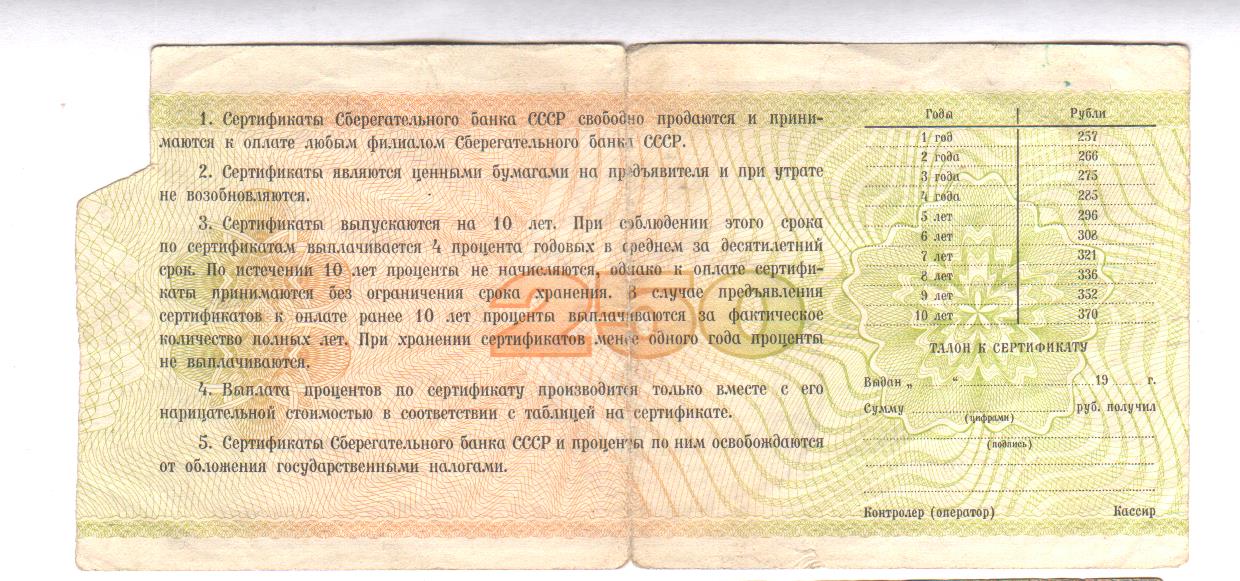 1. Сертификаты Сберегательного банка СССР свободно продаются и прини-
маются к оплате любым филиалом Сберегательного банка СССР.
2. Сертификаты являются ценными бумагами на предъявителя и при утрате
не возобновляются.
3. Сертификаты выпускаются на 10 лет. При соблюдении этого срока
по сертификатам выплачивается 4 процента годовых в среднем за десятилетний
срок. По истечении 10 лет проценты не начисляются, однако к оплате сертифи-
каты принимаются без ограничения срока хранения. В случае предъявления
сертификатов к оплате ранее 10 лет проценты выплачиваются за фактическое
количество полных лет. При хранении сертификатов менее одного года проценты
не выплачиваются.
4. Выплата процентов по сертификату производится только вместе с его
нарицательной стоимостью в соответствии с таблицей на сертификате.
5. Сертификаты Сберегательного банка СССР и проценты по ним освобождаются
от обложения государственными налогами.
250
Годы Рубли
1 год 257
2 года 266
3 года 275
4 года 285
5 лет 296
6 лет 308
7 лет 321
8 лет 336
9 лет 352
10 лет 370
ТАЛОН К СЕРТИФИКАТУ
Выдан „ “ 19 г.
Сумму руб. получил
(цифрами)
(подпись)
Контролер (оператор) Кассир